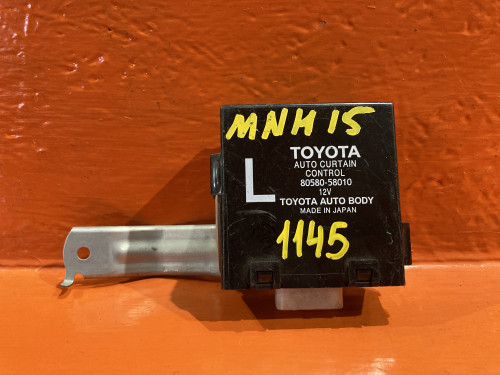 MNH 15
TOYOTA
AUTO CURTAIN
CONTROL
80580-58010
12V
L
TOYOTA AUTO BODY
MADE IN JAPAN
1145